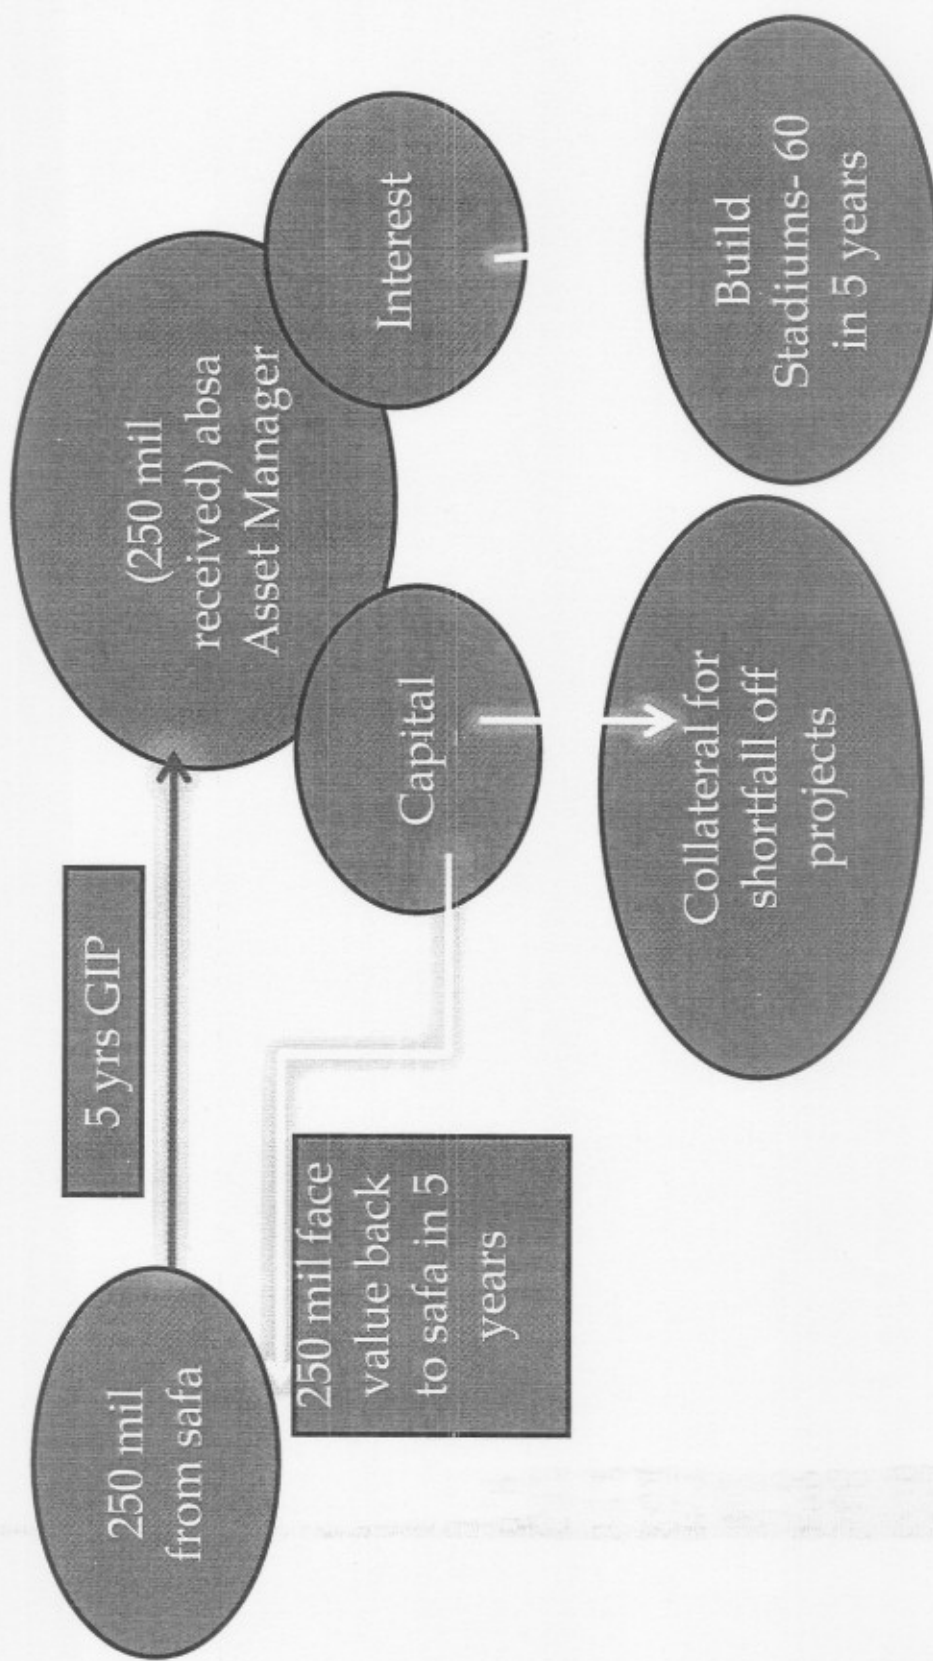 250 mil
from safa
5 yrs GIP
(250 mil
received) absa
Asset Manager
250 mil face
value back
to safa in 5
years
Capital
Interest
Collateral for
shortfall off
projects
Build
Stadiums- 60
in 5 years